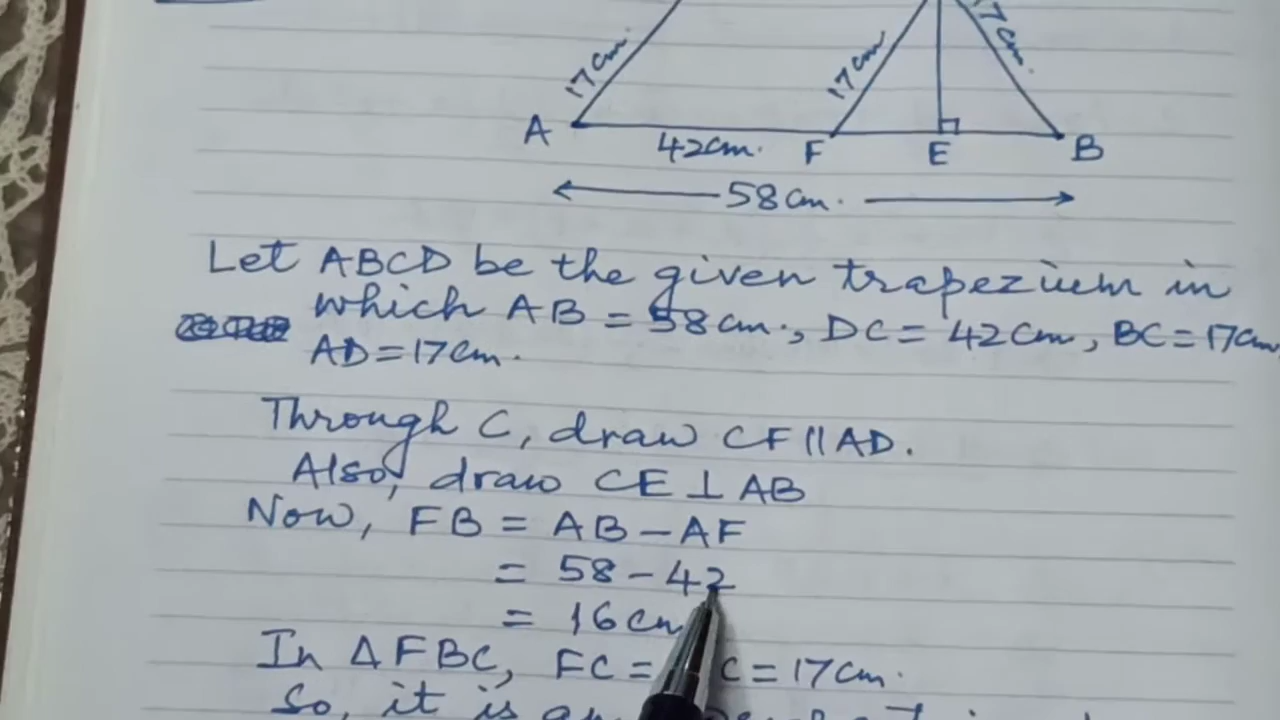 17cm.
17cm
17cm.
A
42cm.
F
E
B
58cm.
Let ABCD be the given trapezium in
which AB = 58cm., DC = 42cm, BC = 17cm
AD = 17cm.
Through C, draw CF || AD.
Also, draw CE ⊥ AB
Now, FB = AB - AF
= 58 - 42
= 16cm
In Δ FBC, FC = C = 17cm.
So, it is an